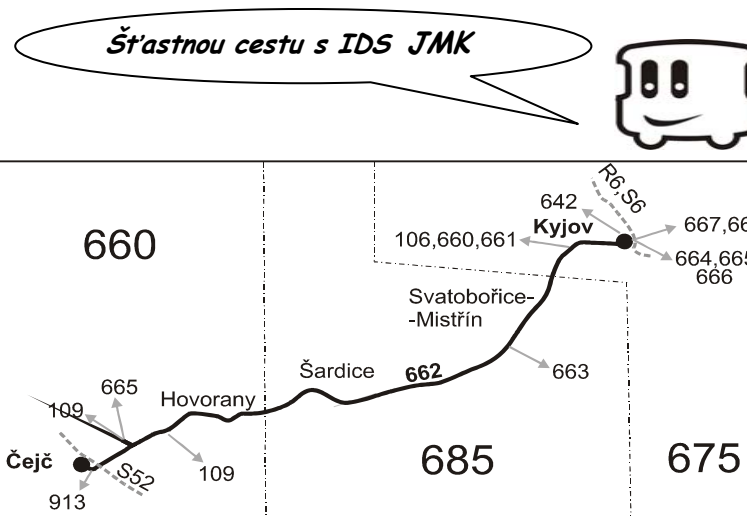 Šťastnou cestu s IDS JMK
R6,S6
642
Kyjov
667,66
106,660,661
664,665
666
660
Svatobořice-
-Mistřín
Šardice
662
663
665
Hovorany
109
109
Čejč
S52
913
685
675